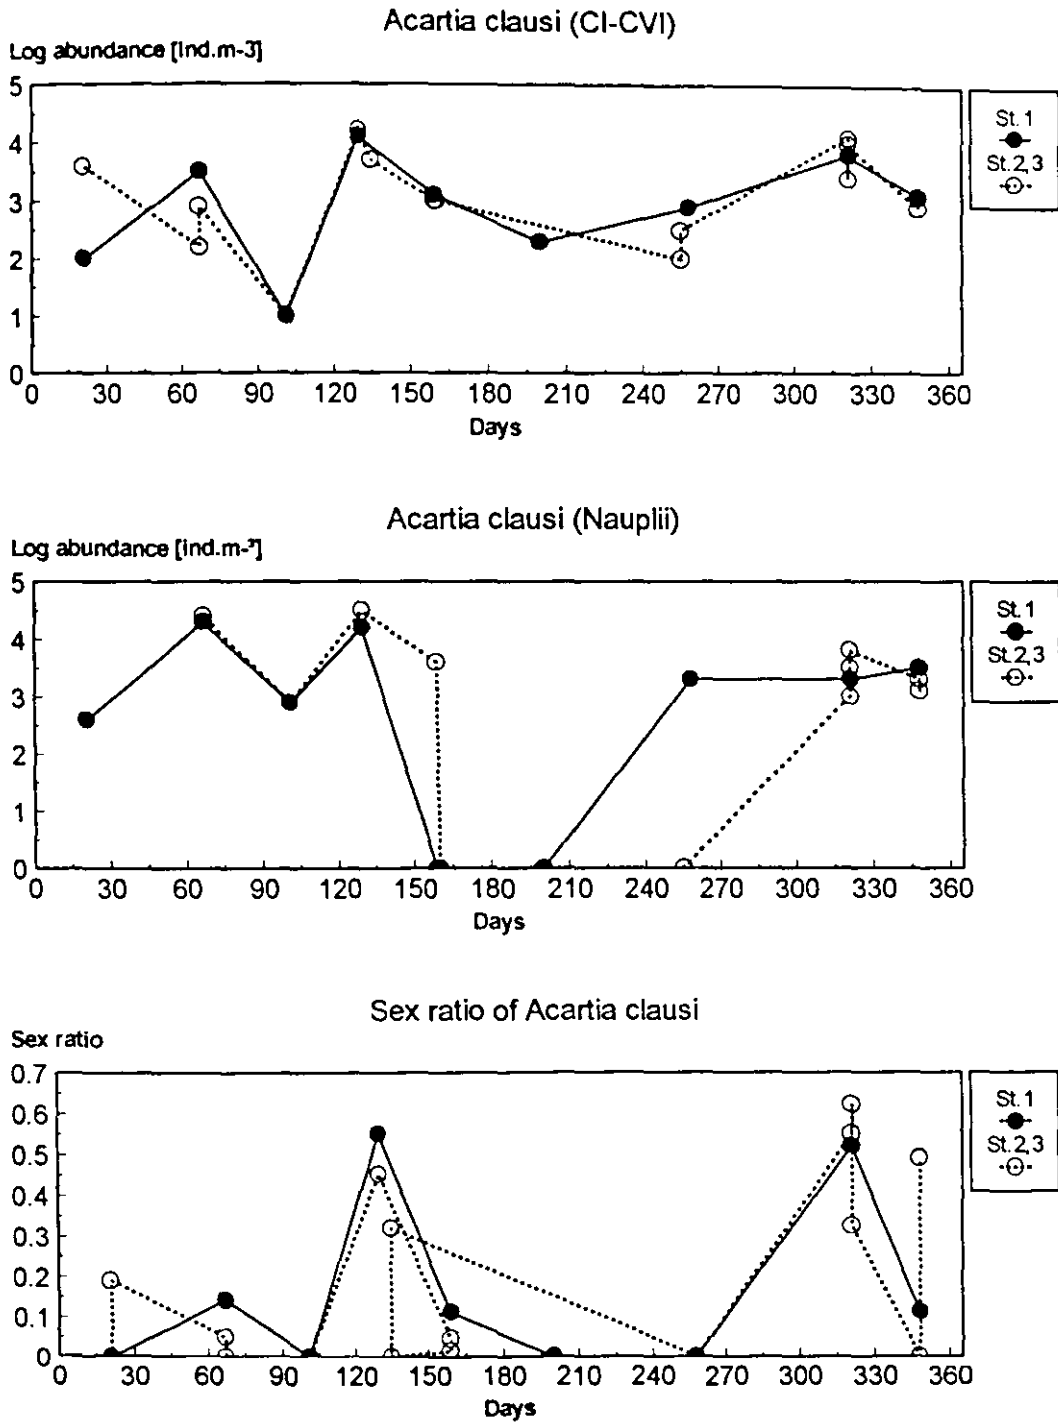 Acartia clausi (CI-CVI)
Log abundance [Ind.m-3]
5
4
3
2
1
0
0 30 60 90 120 150 180 210 240 270 300 330 360
Days
St.1
St.2,3
Acartia clausi (Nauplii)
Log abundance [Ind.m-³]
5
4
3
2
1
0
0 30 60 90 120 150 180 210 240 270 300 330 360
Days
St.1
St.2,3
Sex ratio of Acartia clausi
Sex ratio
0.7
0.6
0.5
0.4
0.3
0.2
0.1
0
0 30 60 90 120 150 180 210 240 270 300 330 360
Days
St.1
St.2,3